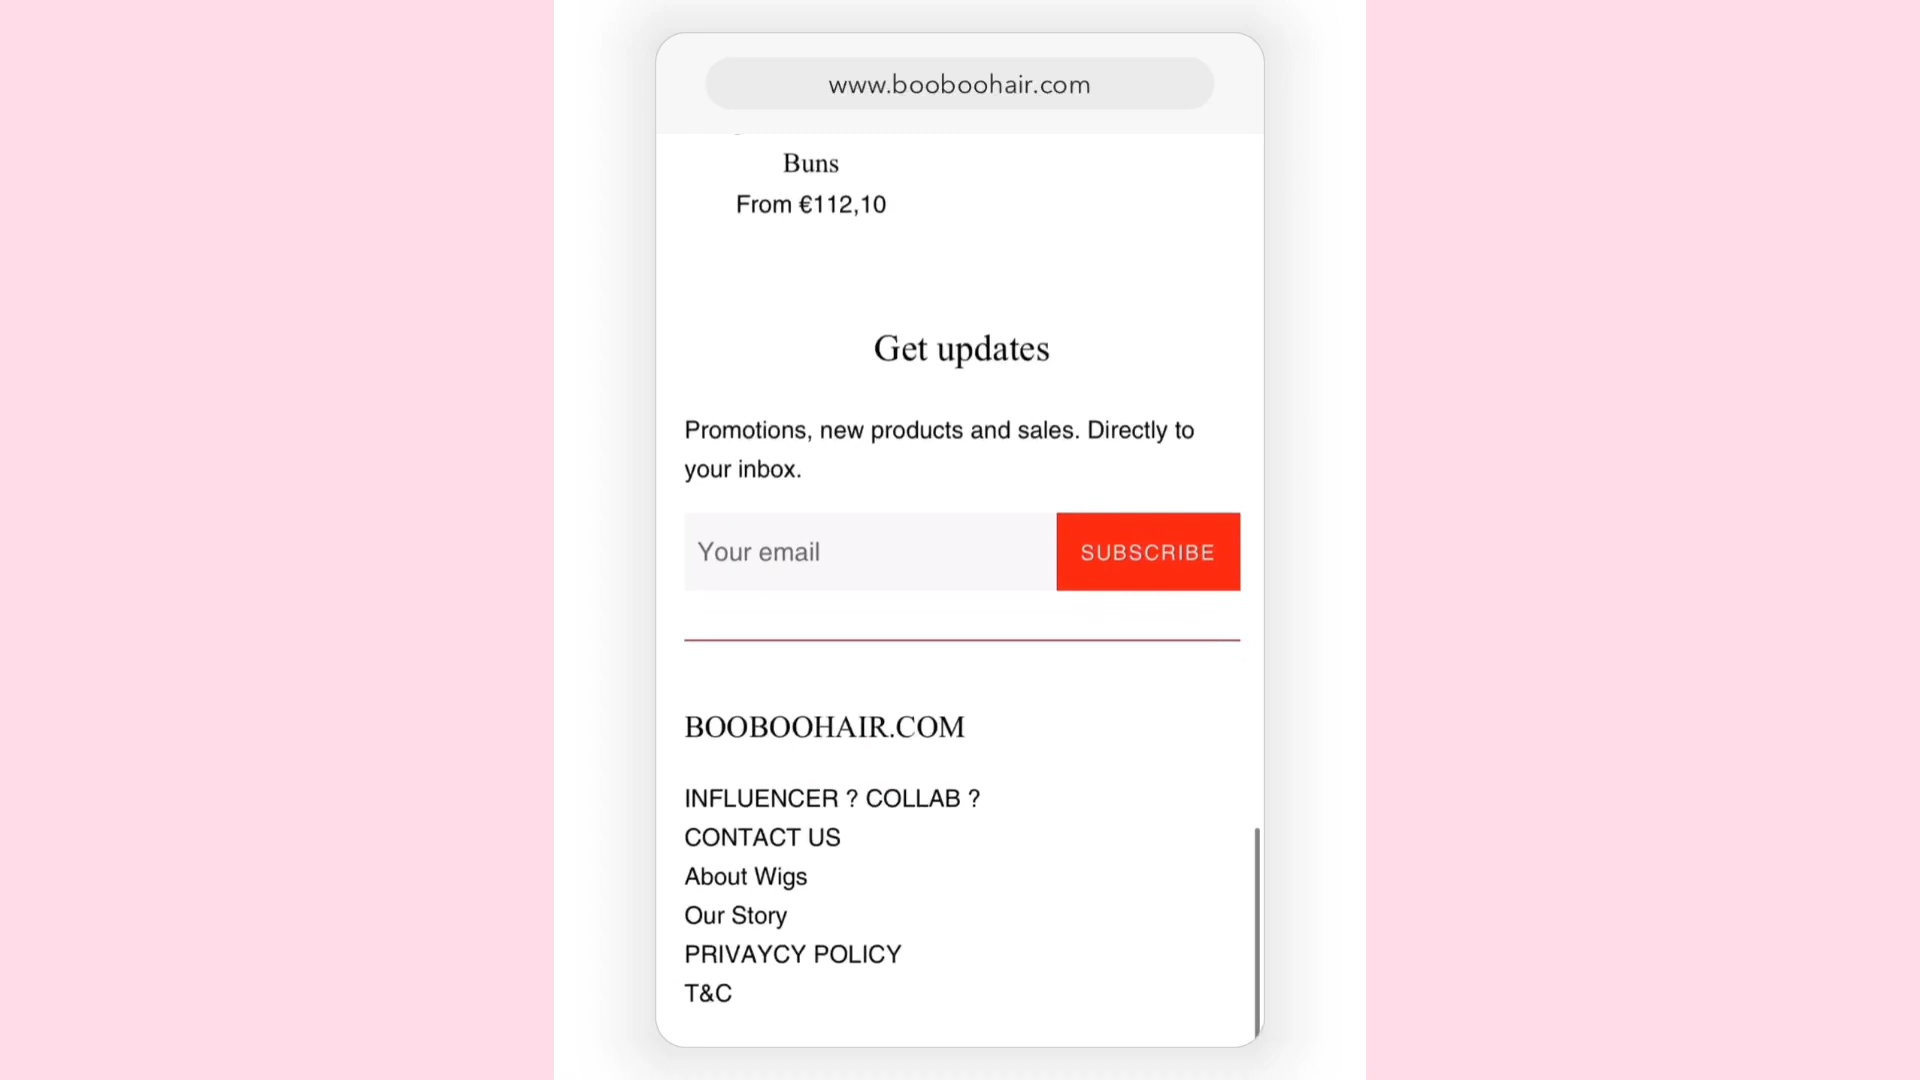 www.booboohair.com
Buns
From €112,10
Get updates
Promotions, new products and sales. Directly to
your inbox.
Your email
SUBSCRIBE
BOOBOOHAIR.COM
INFLUENCER ? COLLAB ?
CONTACT US
About Wigs
Our Story
PRIVAYCY POLICY
T&C